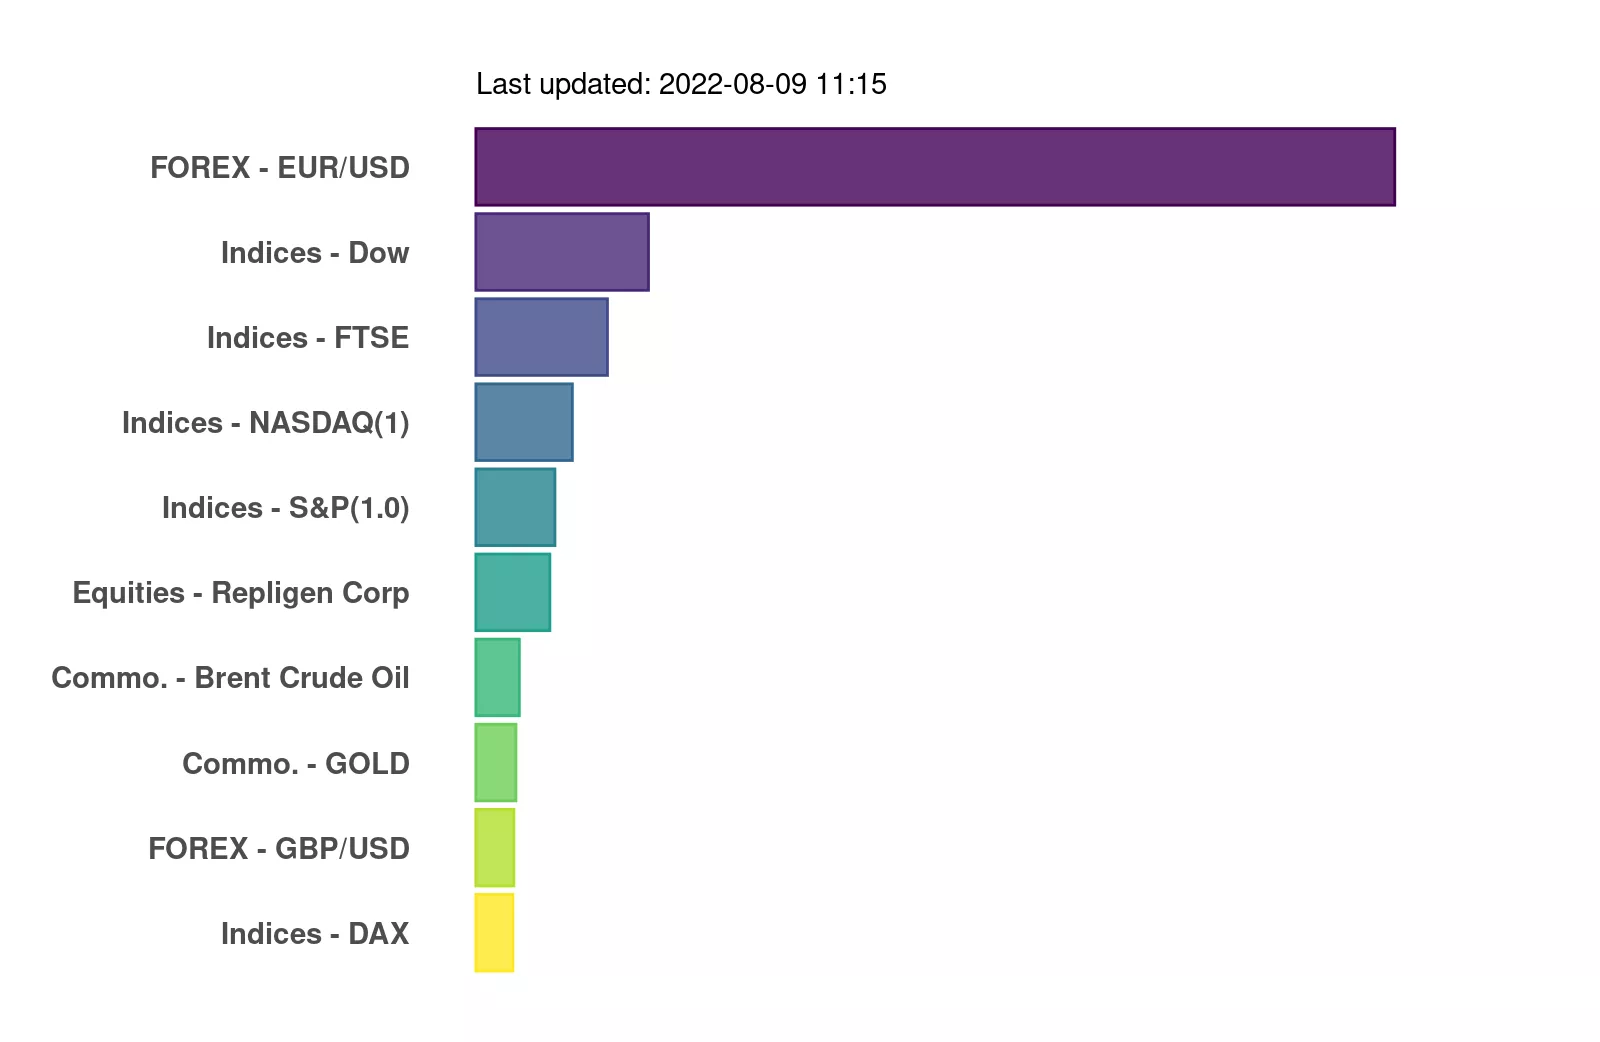 Last updated: 2022-08-09 11:15
FOREX - EUR/USD
Indices - Dow
Indices - FTSE
Indices - NASDAQ(1)
Indices - S&P(1.0)
Equities - Repligen Corp
Commo. - Brent Crude Oil
Commo. - GOLD
FOREX - GBP/USD
Indices - DAX